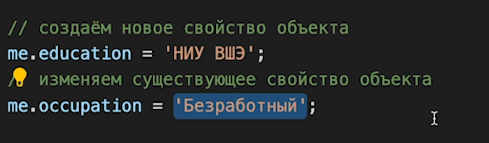 // создаём новое свойство объекта
me.education = 'НИУ ВШЭ';
/ изменяем существующее свойство объекта
me.occupation = 'Безработный';